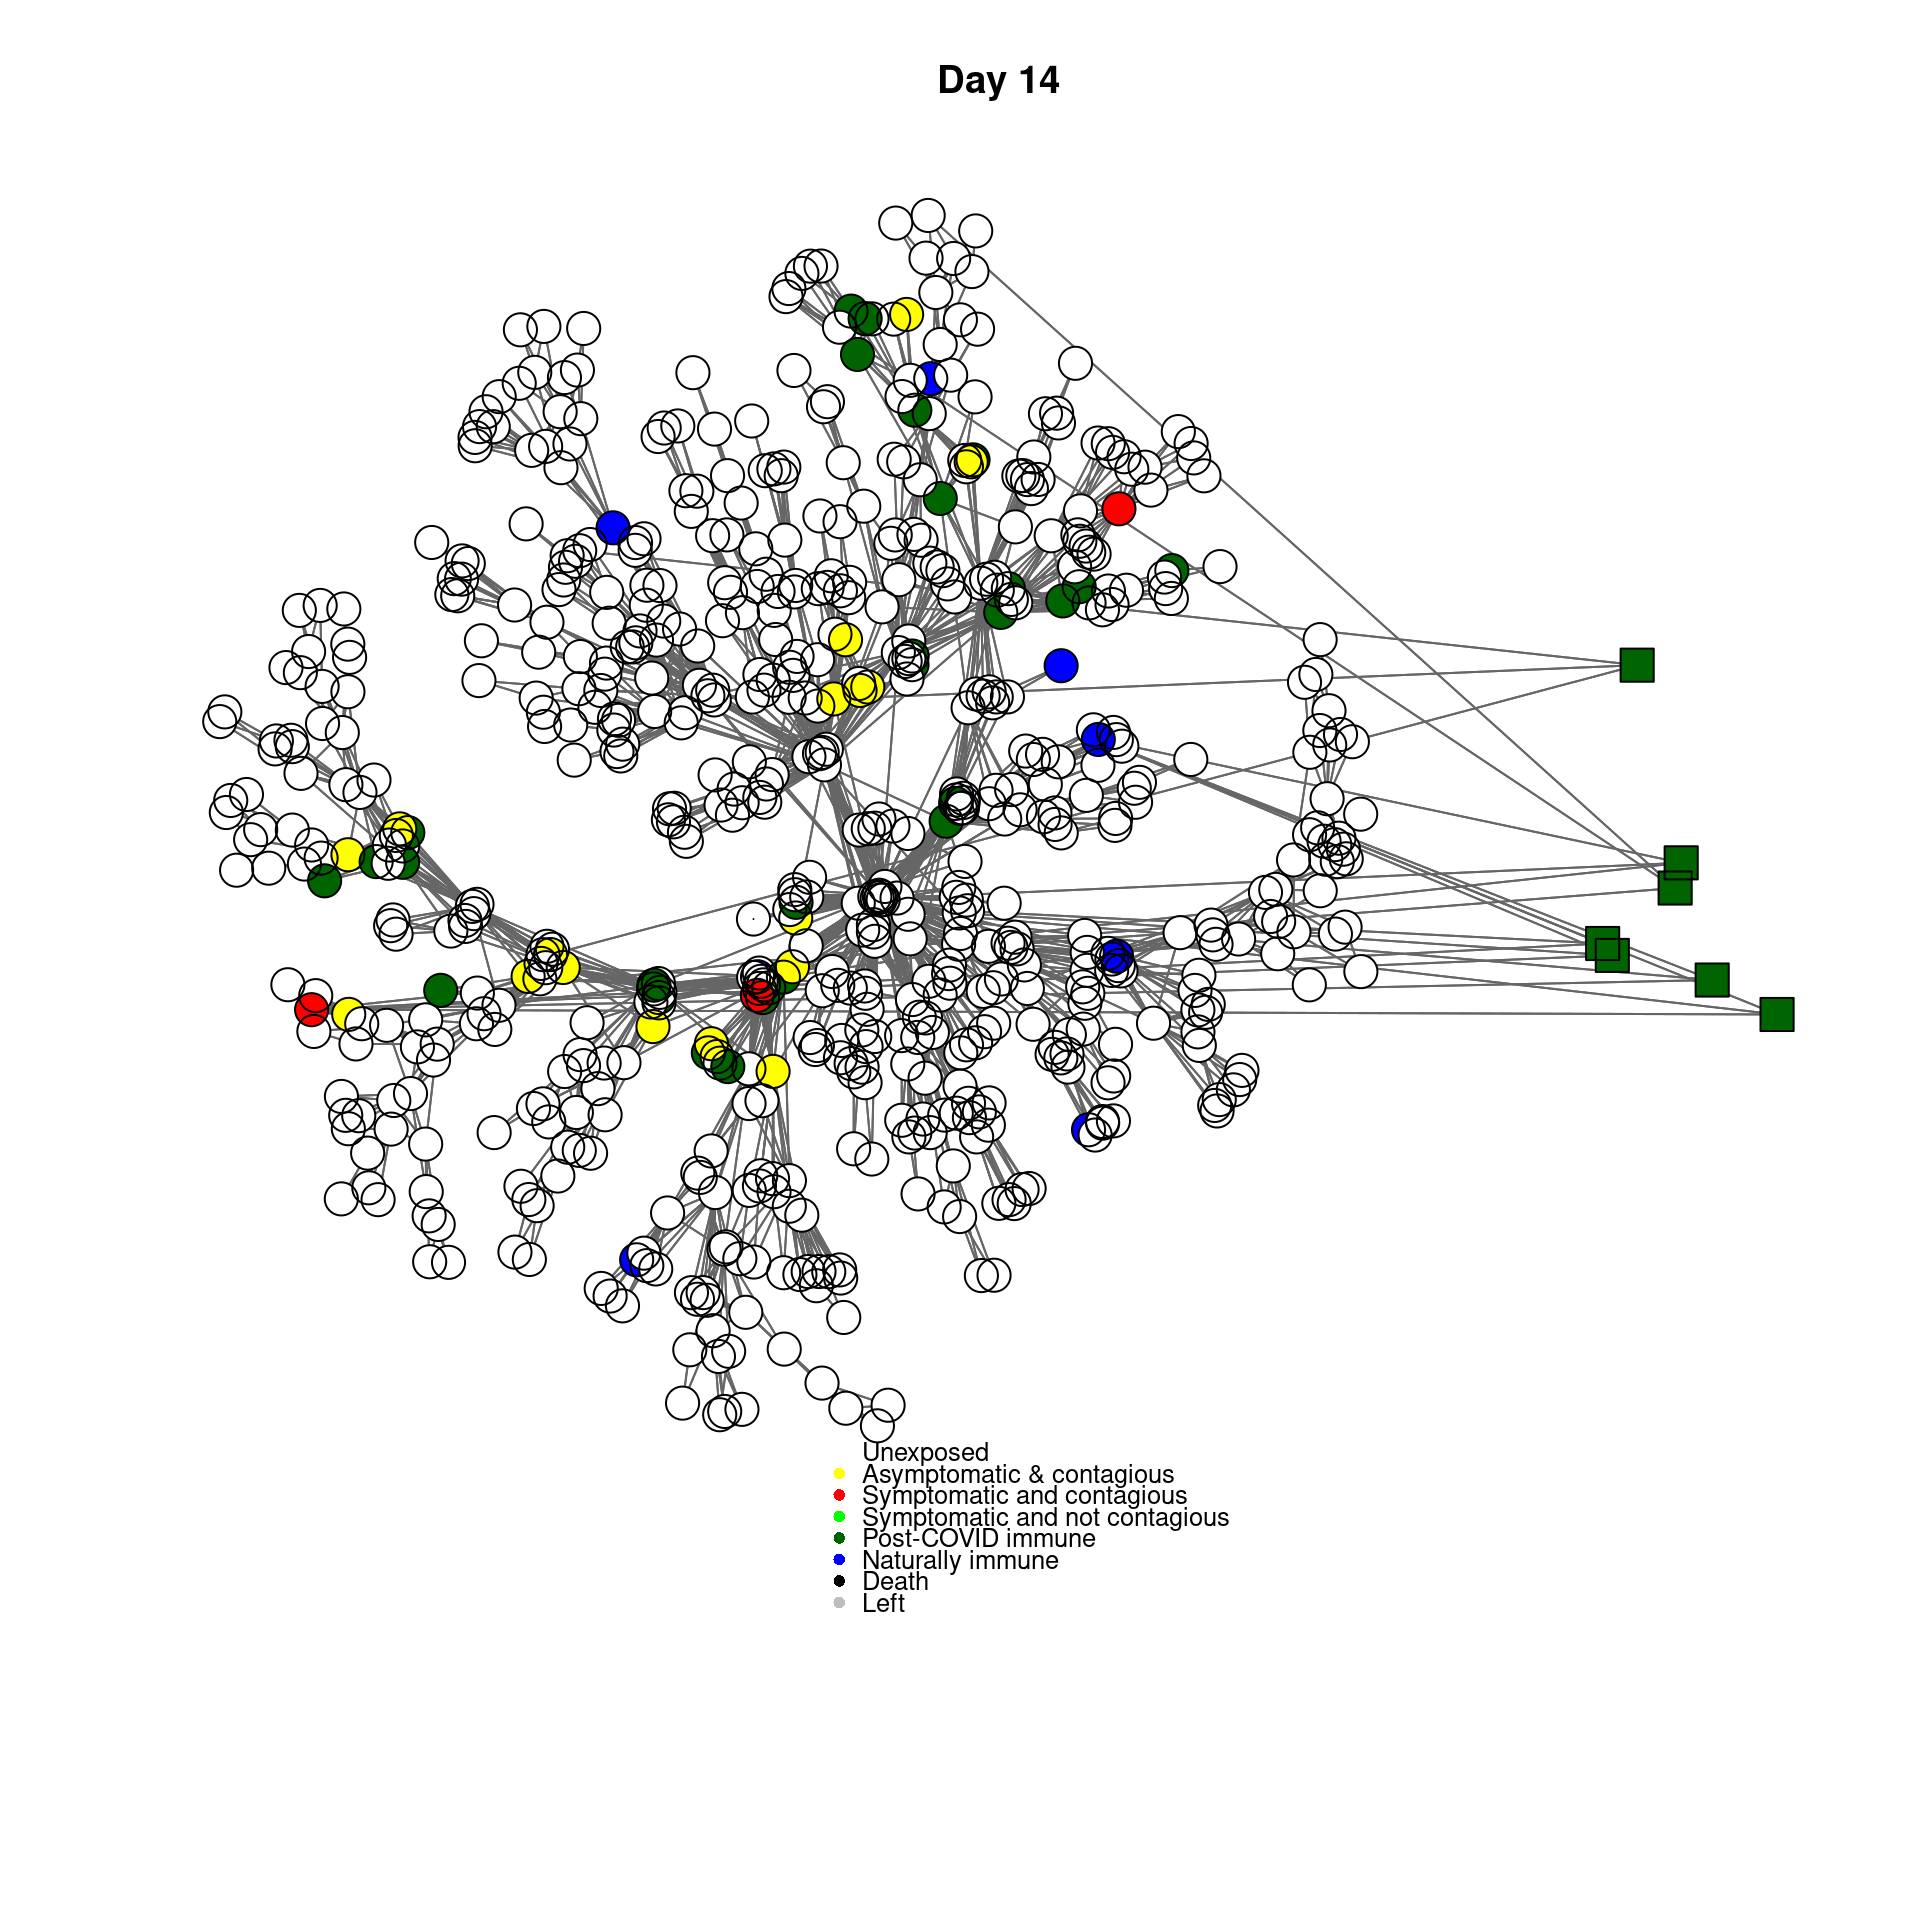 Day 14
Unexposed
Asymptomatic & contagious
Symptomatic and contagious
Symptomatic and not contagious
Post-COVID immune
Naturally immune
Death
Left